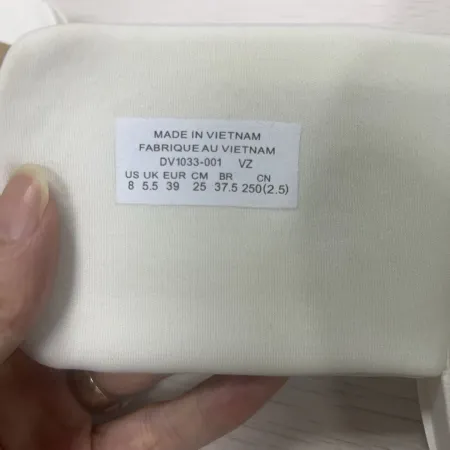 MADE IN VIETNAM
FABRIQUE AU VIETNAM
DV1033-001 VZ
US UK EUR CM BR CN
8 5.5 39 25 37.5 250(2.5)